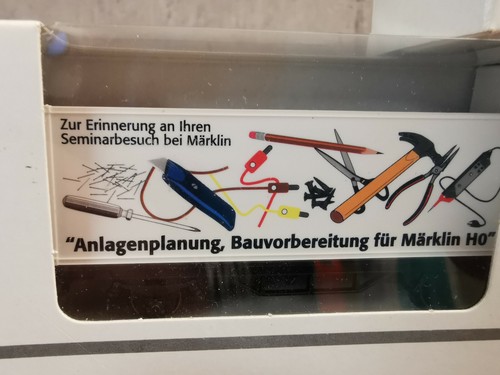 Zur Erinnerung an Ihren
Seminarbesuch bei Märklin
"Anlagenplanung, Bauvorbereitung für Märklin H0"